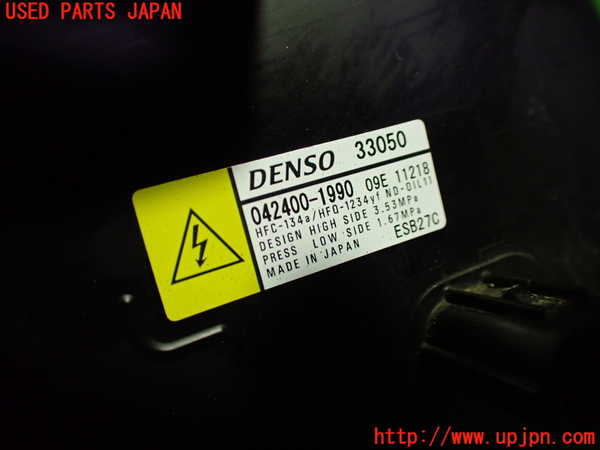 USED PARTS JAPAN
DENSO 33050
042400-1990 09E 11218
HFC-134a/HFO-1234yf ND-OIL11
DESIGN HIGH SIDE 3.53MPa
PRESS LOW SIDE 1.67MPa
MADE IN JAPAN ESB27C
http://www.upjpn.com